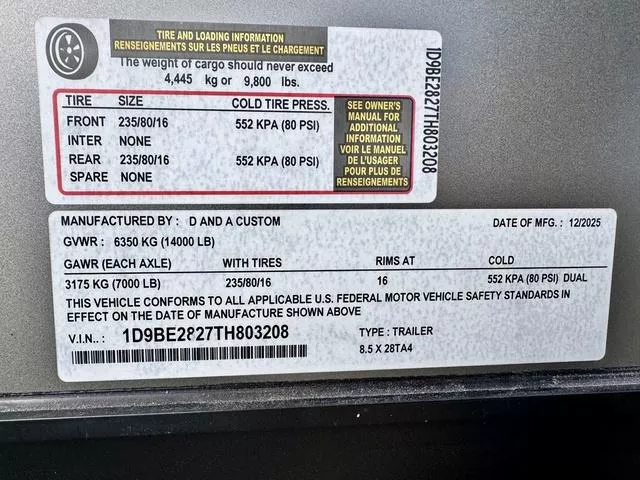 TIRE AND LOADING INFORMATION
RENSEIGNEMENTS SUR LES PNEUS ET LE CHARGEMENT
The weight of cargo should never exceed
4,445 kg or 9,800 lbs.
TIRE SIZE COLD TIRE PRESS.
FRONT 235/80/16 552 KPA (80 PSI)
INTER NONE
REAR 235/80/16 552 KPA (80 PSI)
SPARE NONE
SEE OWNER'S
MANUAL FOR
ADDITIONAL
INFORMATION
VOIR LE MANUEL
DE L'USAGER
POUR PLUS DE
RENSEIGNEMENTS
1D9BE2827TH803208
MANUFACTURED BY : D AND A CUSTOM DATE OF MFG. : 12/2025
GVWR : 6350 KG (14000 LB)
GAWR (EACH AXLE) WITH TIRES RIMS AT COLD
3175 KG (7000 LB) 235/80/16 16 552 KPA (80 PSI) DUAL
THIS VEHICLE CONFORMS TO ALL APPLICABLE U.S. FEDERAL MOTOR VEHICLE SAFETY STANDARDS IN
EFFECT ON THE DATE OF MANUFACTURE SHOWN ABOVE
V.I.N.. : 1D9BE2827TH803208 TYPE : TRAILER
8.5 X 28TA4